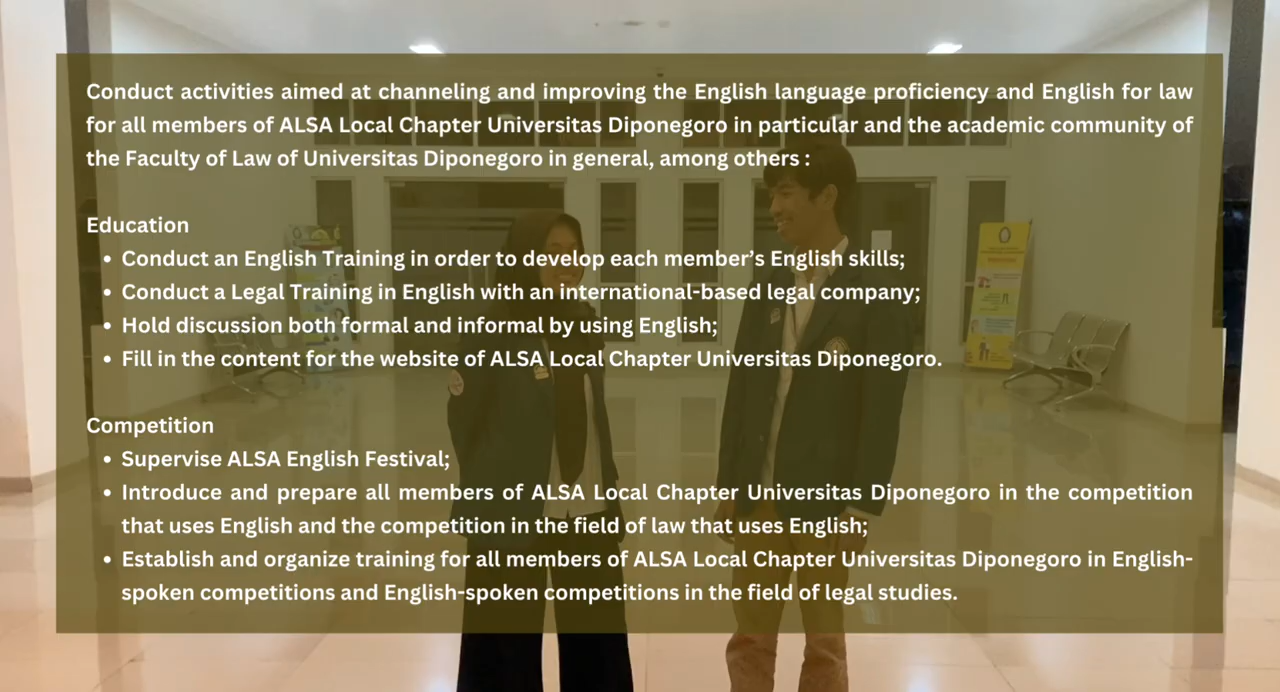 Conduct activities aimed at channeling and improving the English language proficiency and English for law
for all members of ALSA Local Chapter Universitas Diponegoro in particular and the academic community of
the Faculty of Law of Universitas Diponegoro in general, among others :
Education
• Conduct an English Training in order to develop each member’s English skills;
• Conduct a Legal Training in English with an international-based legal company;
• Hold discussion both formal and informal by using English;
• Fill in the content for the website of ALSA Local Chapter Universitas Diponegoro.
Competition
• Supervise ALSA English Festival;
• Introduce and prepare all members of ALSA Local Chapter Universitas Diponegoro in the competition
that uses English and the competition in the field of law that uses English;
• Establish and organize training for all members of ALSA Local Chapter Universitas Diponegoro in English-
spoken competitions and English-spoken competitions in the field of legal studies.